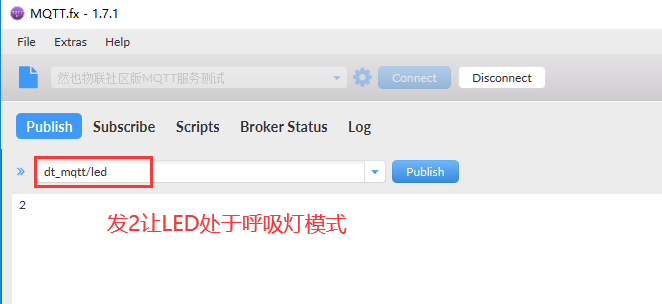 MQTT.fx - 1.7.1
File Extras Help
然也物联社区版MQTT服务测试 Connect Disconnect
Publish Subscribe Scripts Broker Status Log
dt_mqtt/led Publish
2
发2让LED处于呼吸灯模式